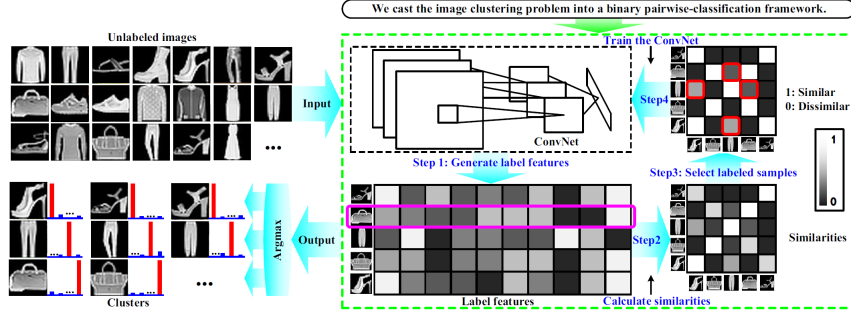 We cast the image clustering problem into a binary pairwise-classification framework.
Unlabeled images
Train the ConvNet
Input
Step4
1: Similar
0: Dissimilar
ConvNet
Step 1: Generate label features
Step3: Select labeled samples
1
0
Argmax
Output
Step2
Similarities
Clusters
Label features
Calculate similarities